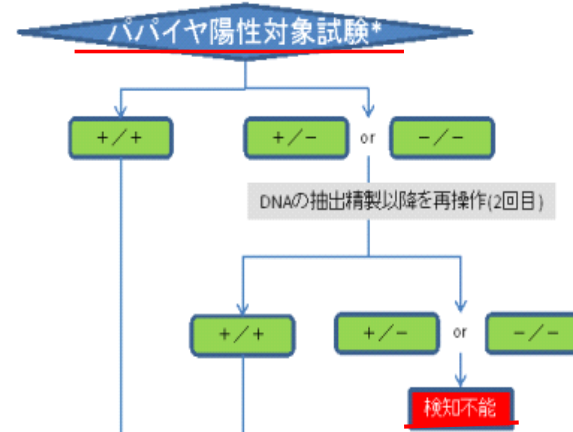 パパイヤ陽性対象試験*
+/+
+/-
or
-/-
DNAの抽出精製以降を再操作(2回目)
+/+
+/-
or
-/-
検知不能